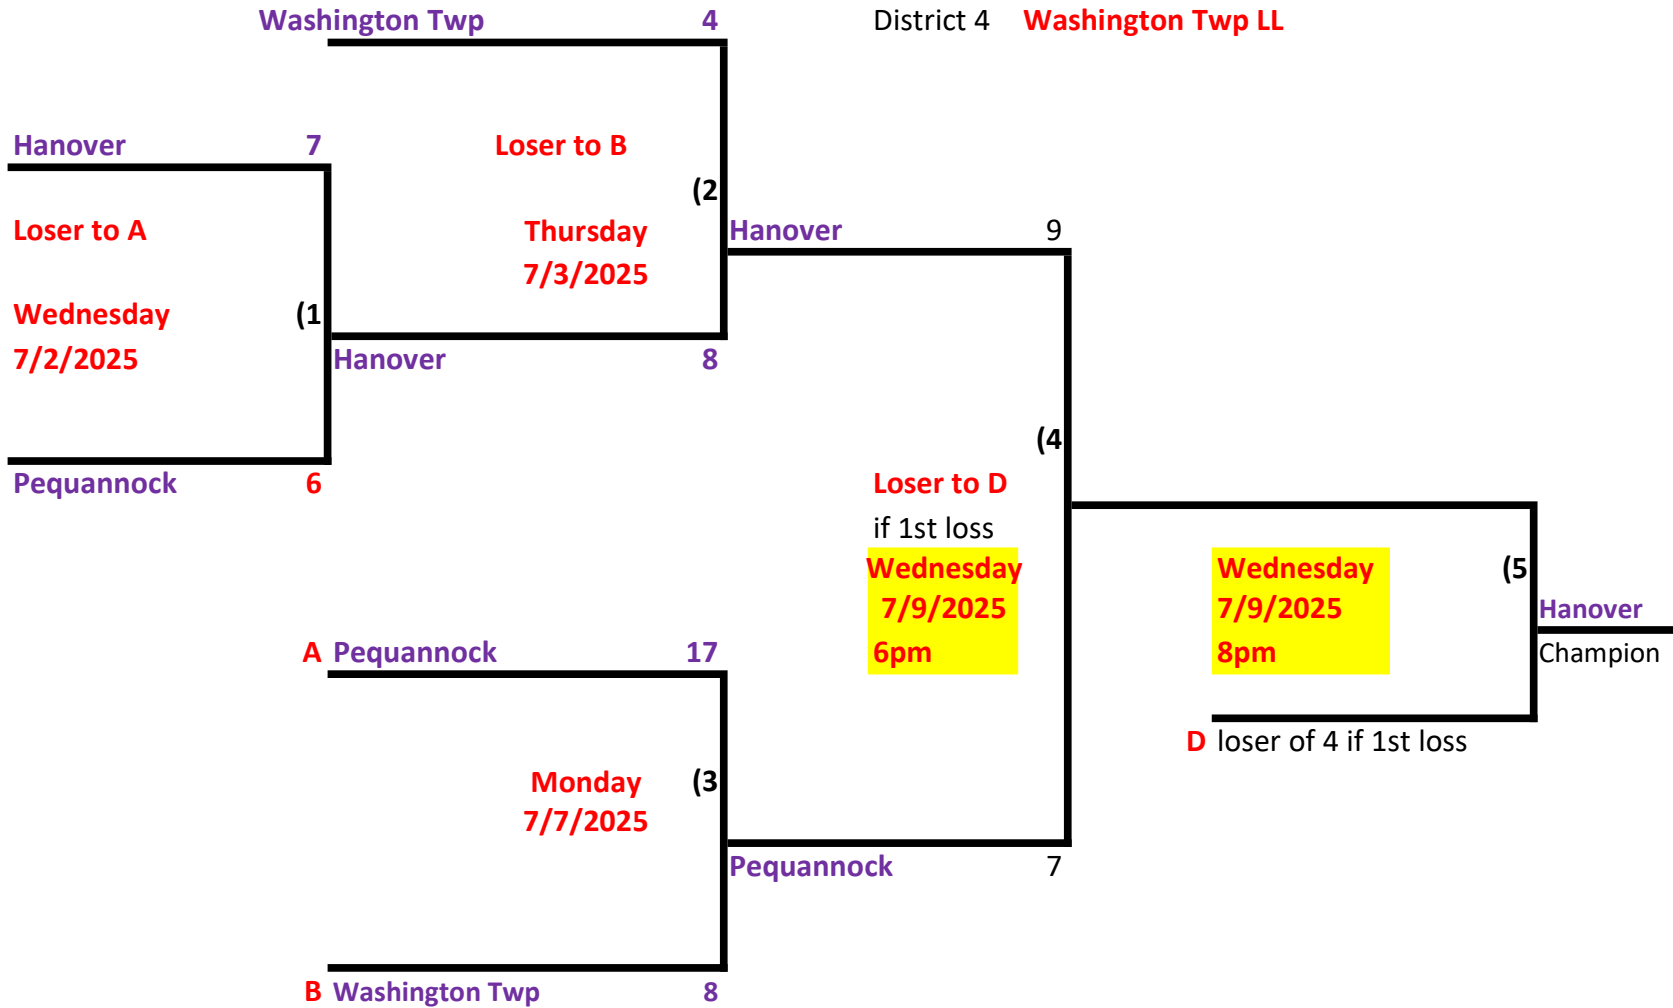 Washington Twp 4 District 4 Washington Twp LL
Hanover 7 Loser to B
(2
Loser to A Thursday Hanover 9
7/3/2025
Wednesday (1
7/2/2025 Hanover 8
(4
Pequannock 6 Loser to D
if 1st loss
Wednesday Wednesday (5
7/9/2025 7/9/2025 Hanover
A Pequannock 17 6pm 8pm Champion
D loser of 4 if 1st loss
Monday (3
7/7/2025
Pequannock 7
B Washington Twp 8